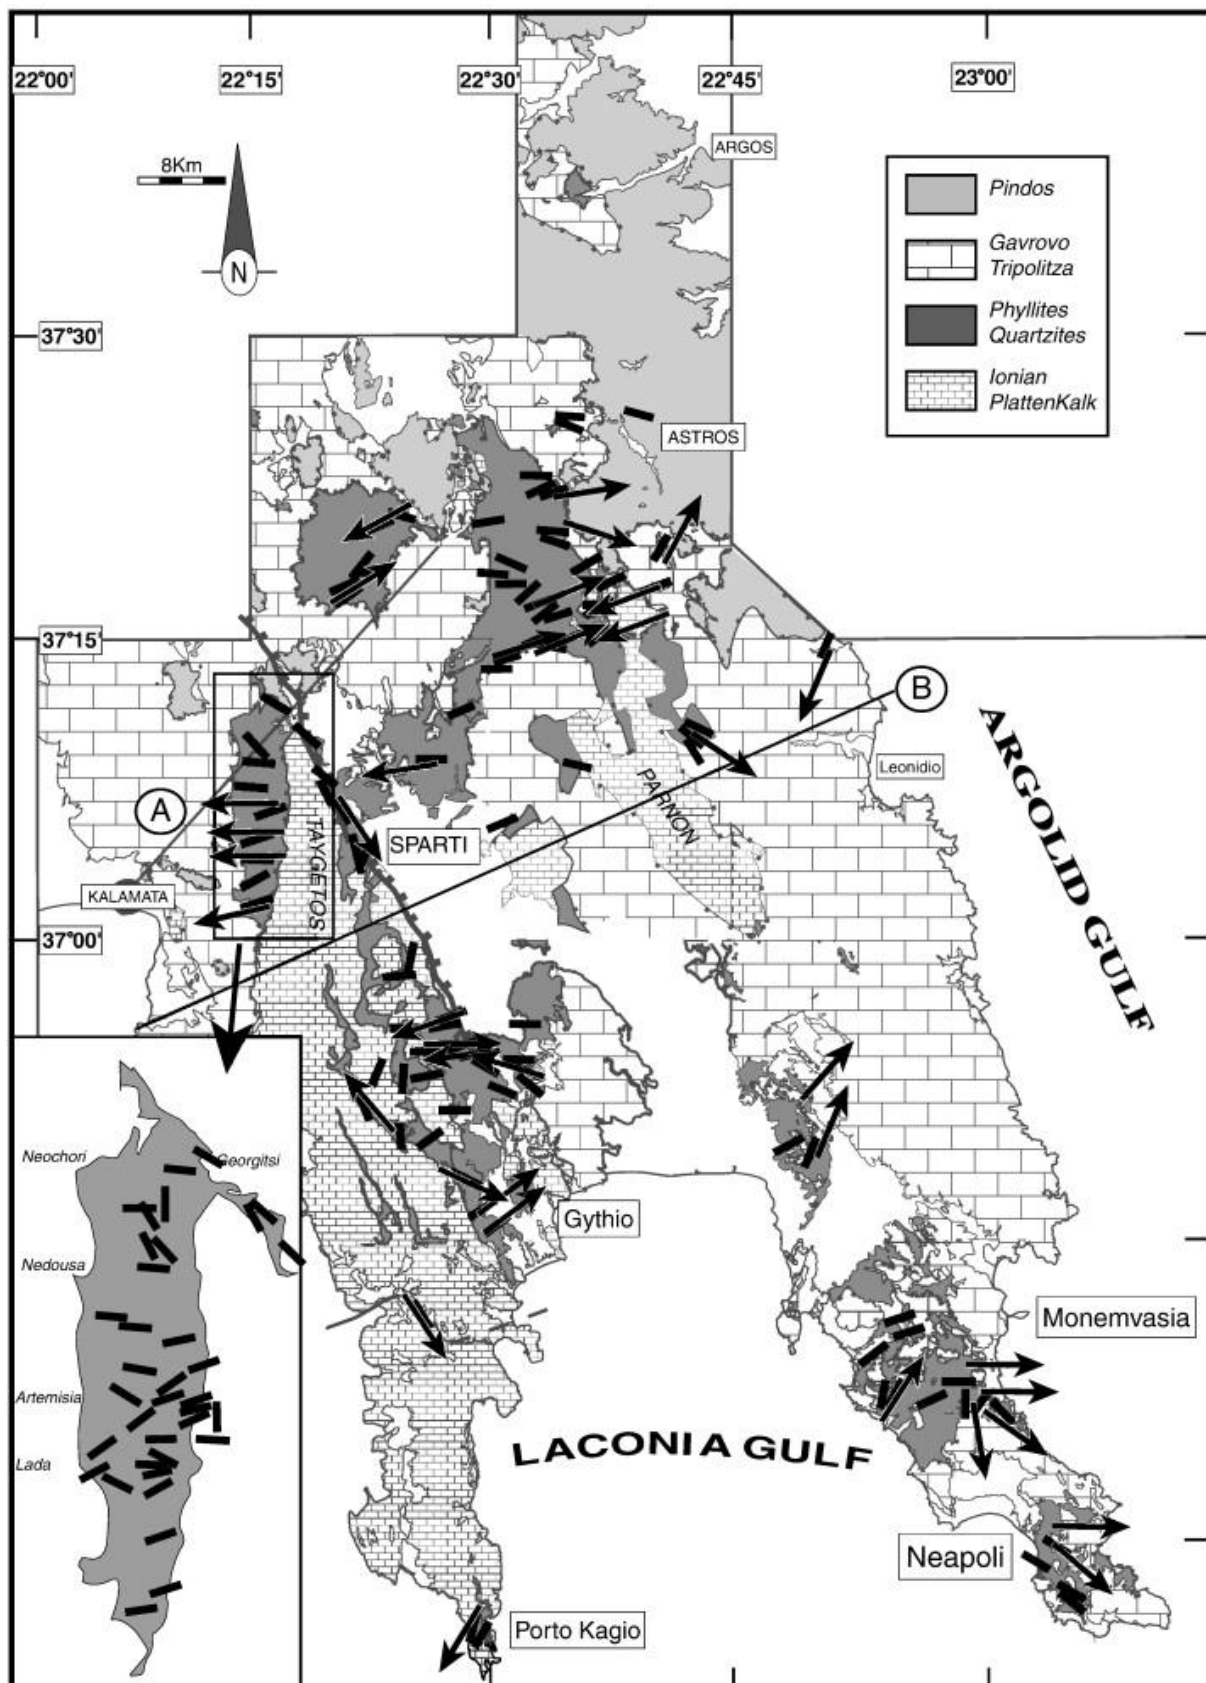 22°00'
22°15'
22°30'
22°45'
23°00'
ARGOS
8Km
N
Pindos
Gavrovo
Tripolitza
Phyllites
Quartzites
Ionian
PlattenKalk
37°30'
ASTROS
37°15'
B
A
ARGOLID GULF
Leonidio
PARNON
SPARTI
TAYGETOS
KALAMATA
37°00'
Neochori
Georgitsi
Gythio
Nedousa
Monemvasia
Artemisia
LACONIA GULF
Lada
Neapoli
Porto Kagio